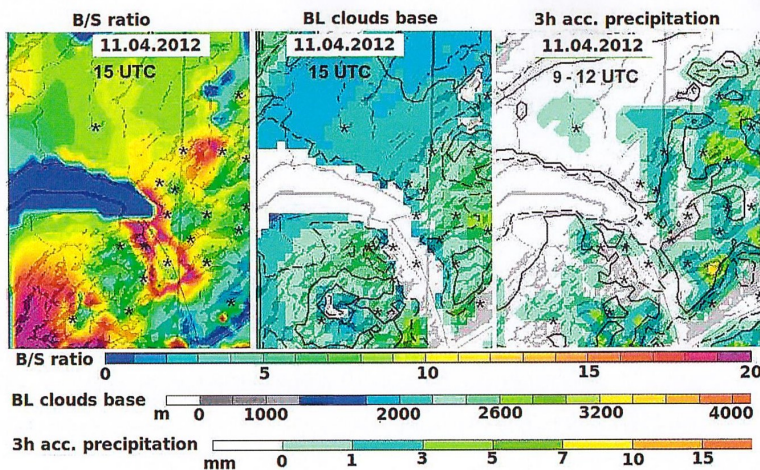 B/S ratio
BL clouds base
3h acc. precipitation
11.04.2012
11.04.2012
11.04.2012
15 UTC
15 UTC
9 - 12 UTC
B/S ratio
0 5 10 15 20
BL clouds base
m 0 1000 2000 2600 3200 4000
3h acc. precipitation
mm 0 1 3 5 7 10 15